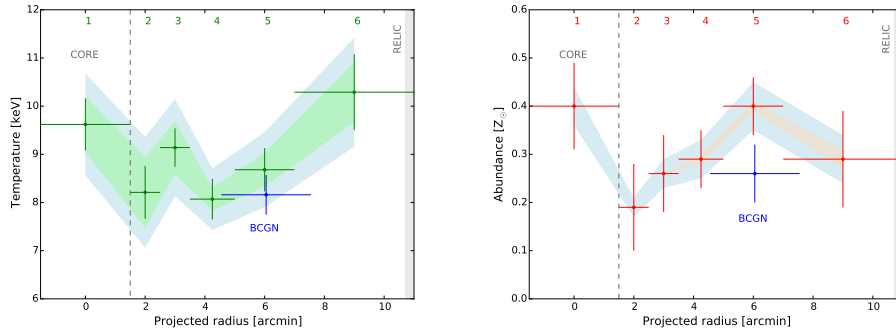 12
11
10
9
8
7
6
Temperature [keV]
1 2 3 4 5 6
CORE
RELIC
BCGN
0 2 4 6 8 10
Projected radius [arcmin]
0.6
0.5
0.4
0.3
0.2
0.1
0.0
Abundance [Z☉]
1 2 3 4 5 6
CORE
RELIC
BCGN
0 2 4 6 8 10
Projected radius [arcmin]